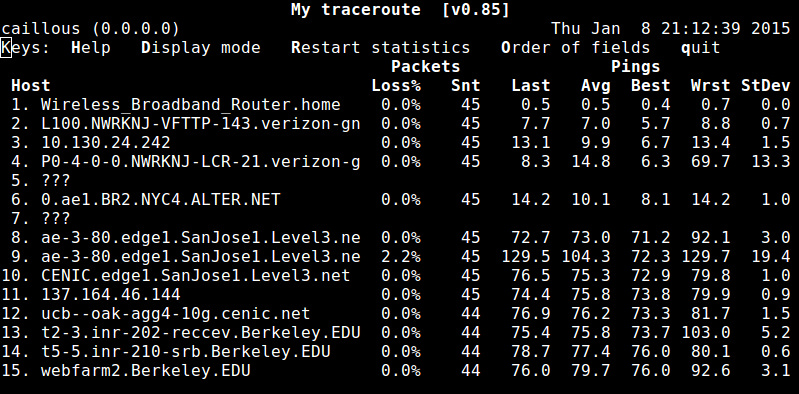 My traceroute  [v0.85]
caillous (0.0.0.0)                                     Thu Jan  8 21:12:39 2015
Keys:  Help   Display mode   Restart statistics   Order of fields   quit
                                       Packets               Pings
 Host                                Loss%   Snt   Last   Avg  Best  Wrst StDev
 1. Wireless_Broadband_Router.home    0.0%    45    0.5   0.5   0.4   0.7   0.0
 2. L100.NWRKNJ-VFTTP-143.verizon-gn  0.0%    45    7.7   7.0   5.7   8.8   0.7
 3. 10.130.24.242                     0.0%    45   13.1   9.9   6.7  13.4   1.5
 4. P0-4-0-0.NWRKNJ-LCR-21.verizon-g  0.0%    45    8.3  14.8   6.3  69.7  13.3
 5. ???
 6. 0.ae1.BR2.NYC4.ALTER.NET          0.0%    45   14.2  10.1   8.1  14.2   1.0
 7. ???
 8. ae-3-80.edge1.SanJose1.Level3.ne  0.0%    45   72.7  73.0  71.2  92.1   3.0
 9. ae-3-80.edge1.SanJose1.Level3.ne  2.2%    45  129.5 104.3  72.3 129.7  19.4
10. CENIC.edge1.SanJose1.Level3.net   0.0%    45   76.5  75.3  72.9  79.8   1.0
11. 137.164.46.144                    0.0%    45   74.4  75.8  73.8  79.9   0.9
12. ucb--oak-agg4-10g.cenic.net       0.0%    44   76.9  76.2  73.3  81.7   1.5
13. t2-3.inr-202-reccev.Berkeley.EDU  0.0%    44   75.4  75.8  73.7 103.0   5.2
14. t5-5.inr-210-srb.Berkeley.EDU     0.0%    44   78.7  77.4  76.0  80.1   0.6
15. webfarm2.Berkeley.EDU             0.0%    44   76.0  79.7  76.0  92.6   3.1